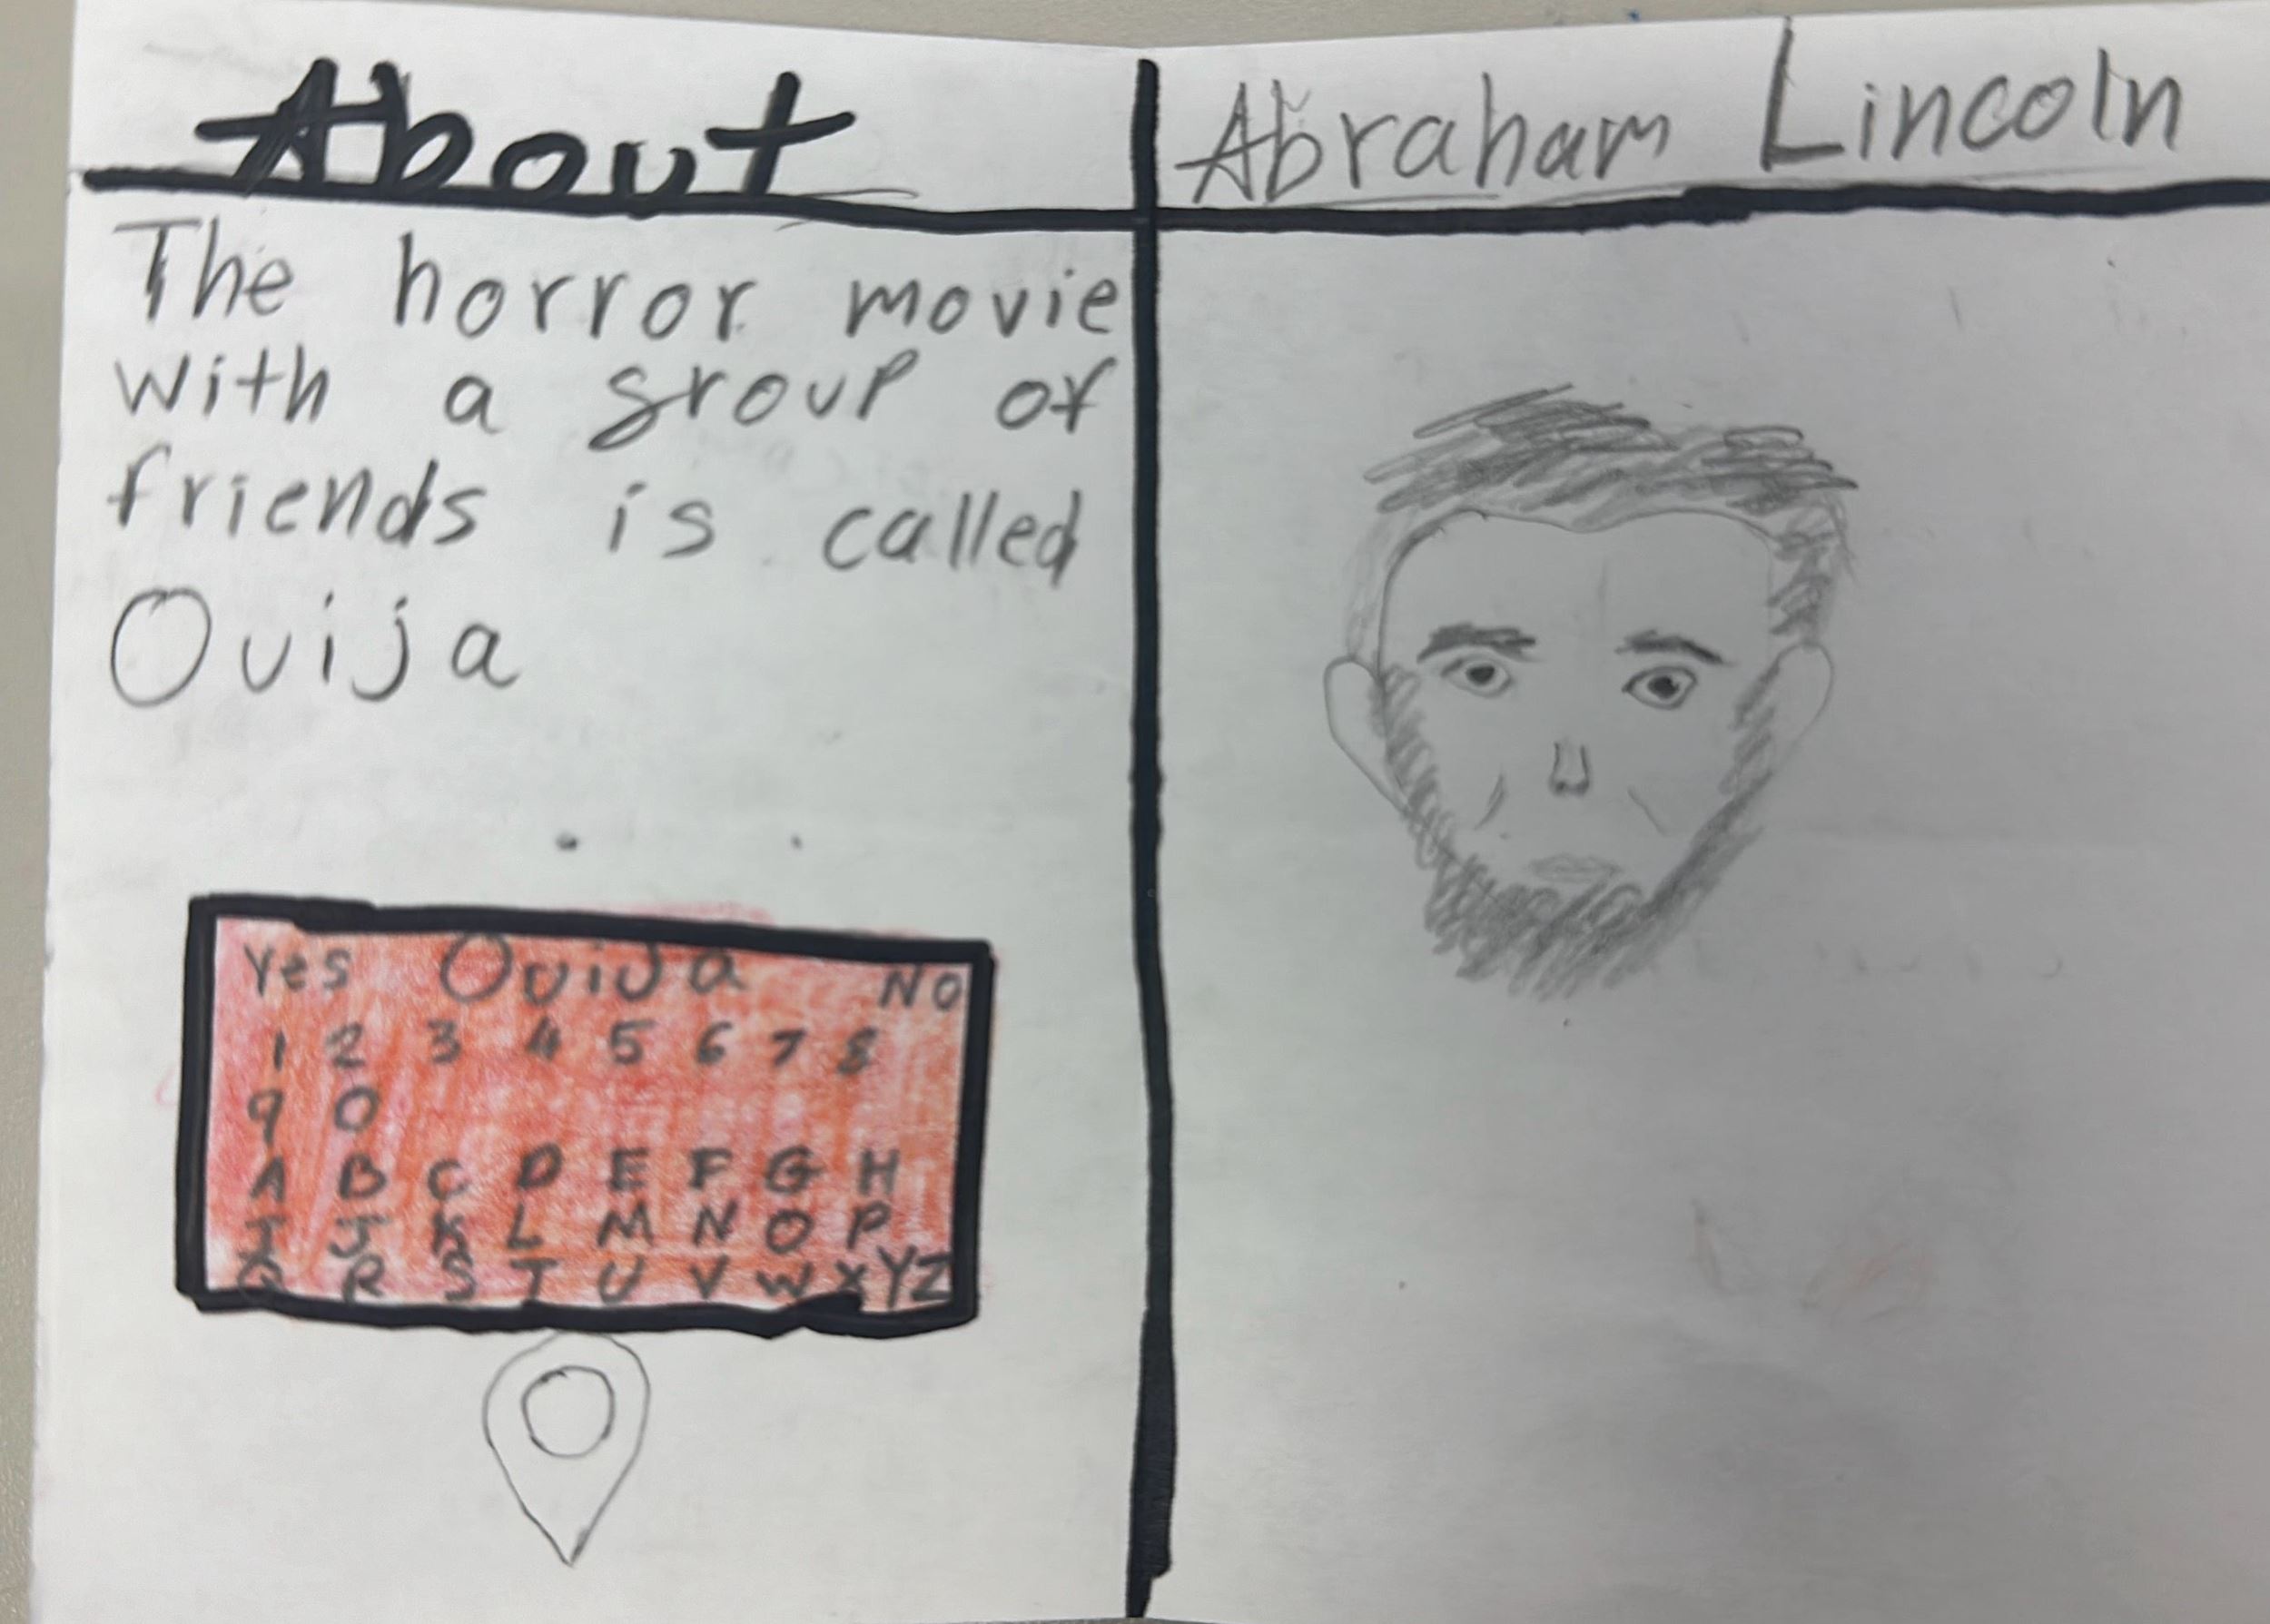 About
The horror movie
with a group of
friends is called
Ouija
Yes Ouija NO
1 2 3 4 5 6 7 8
9 0
A B C D E F G H
I J K L M N O P
Q R S T U V W X Y Z
Abraham Lincoln